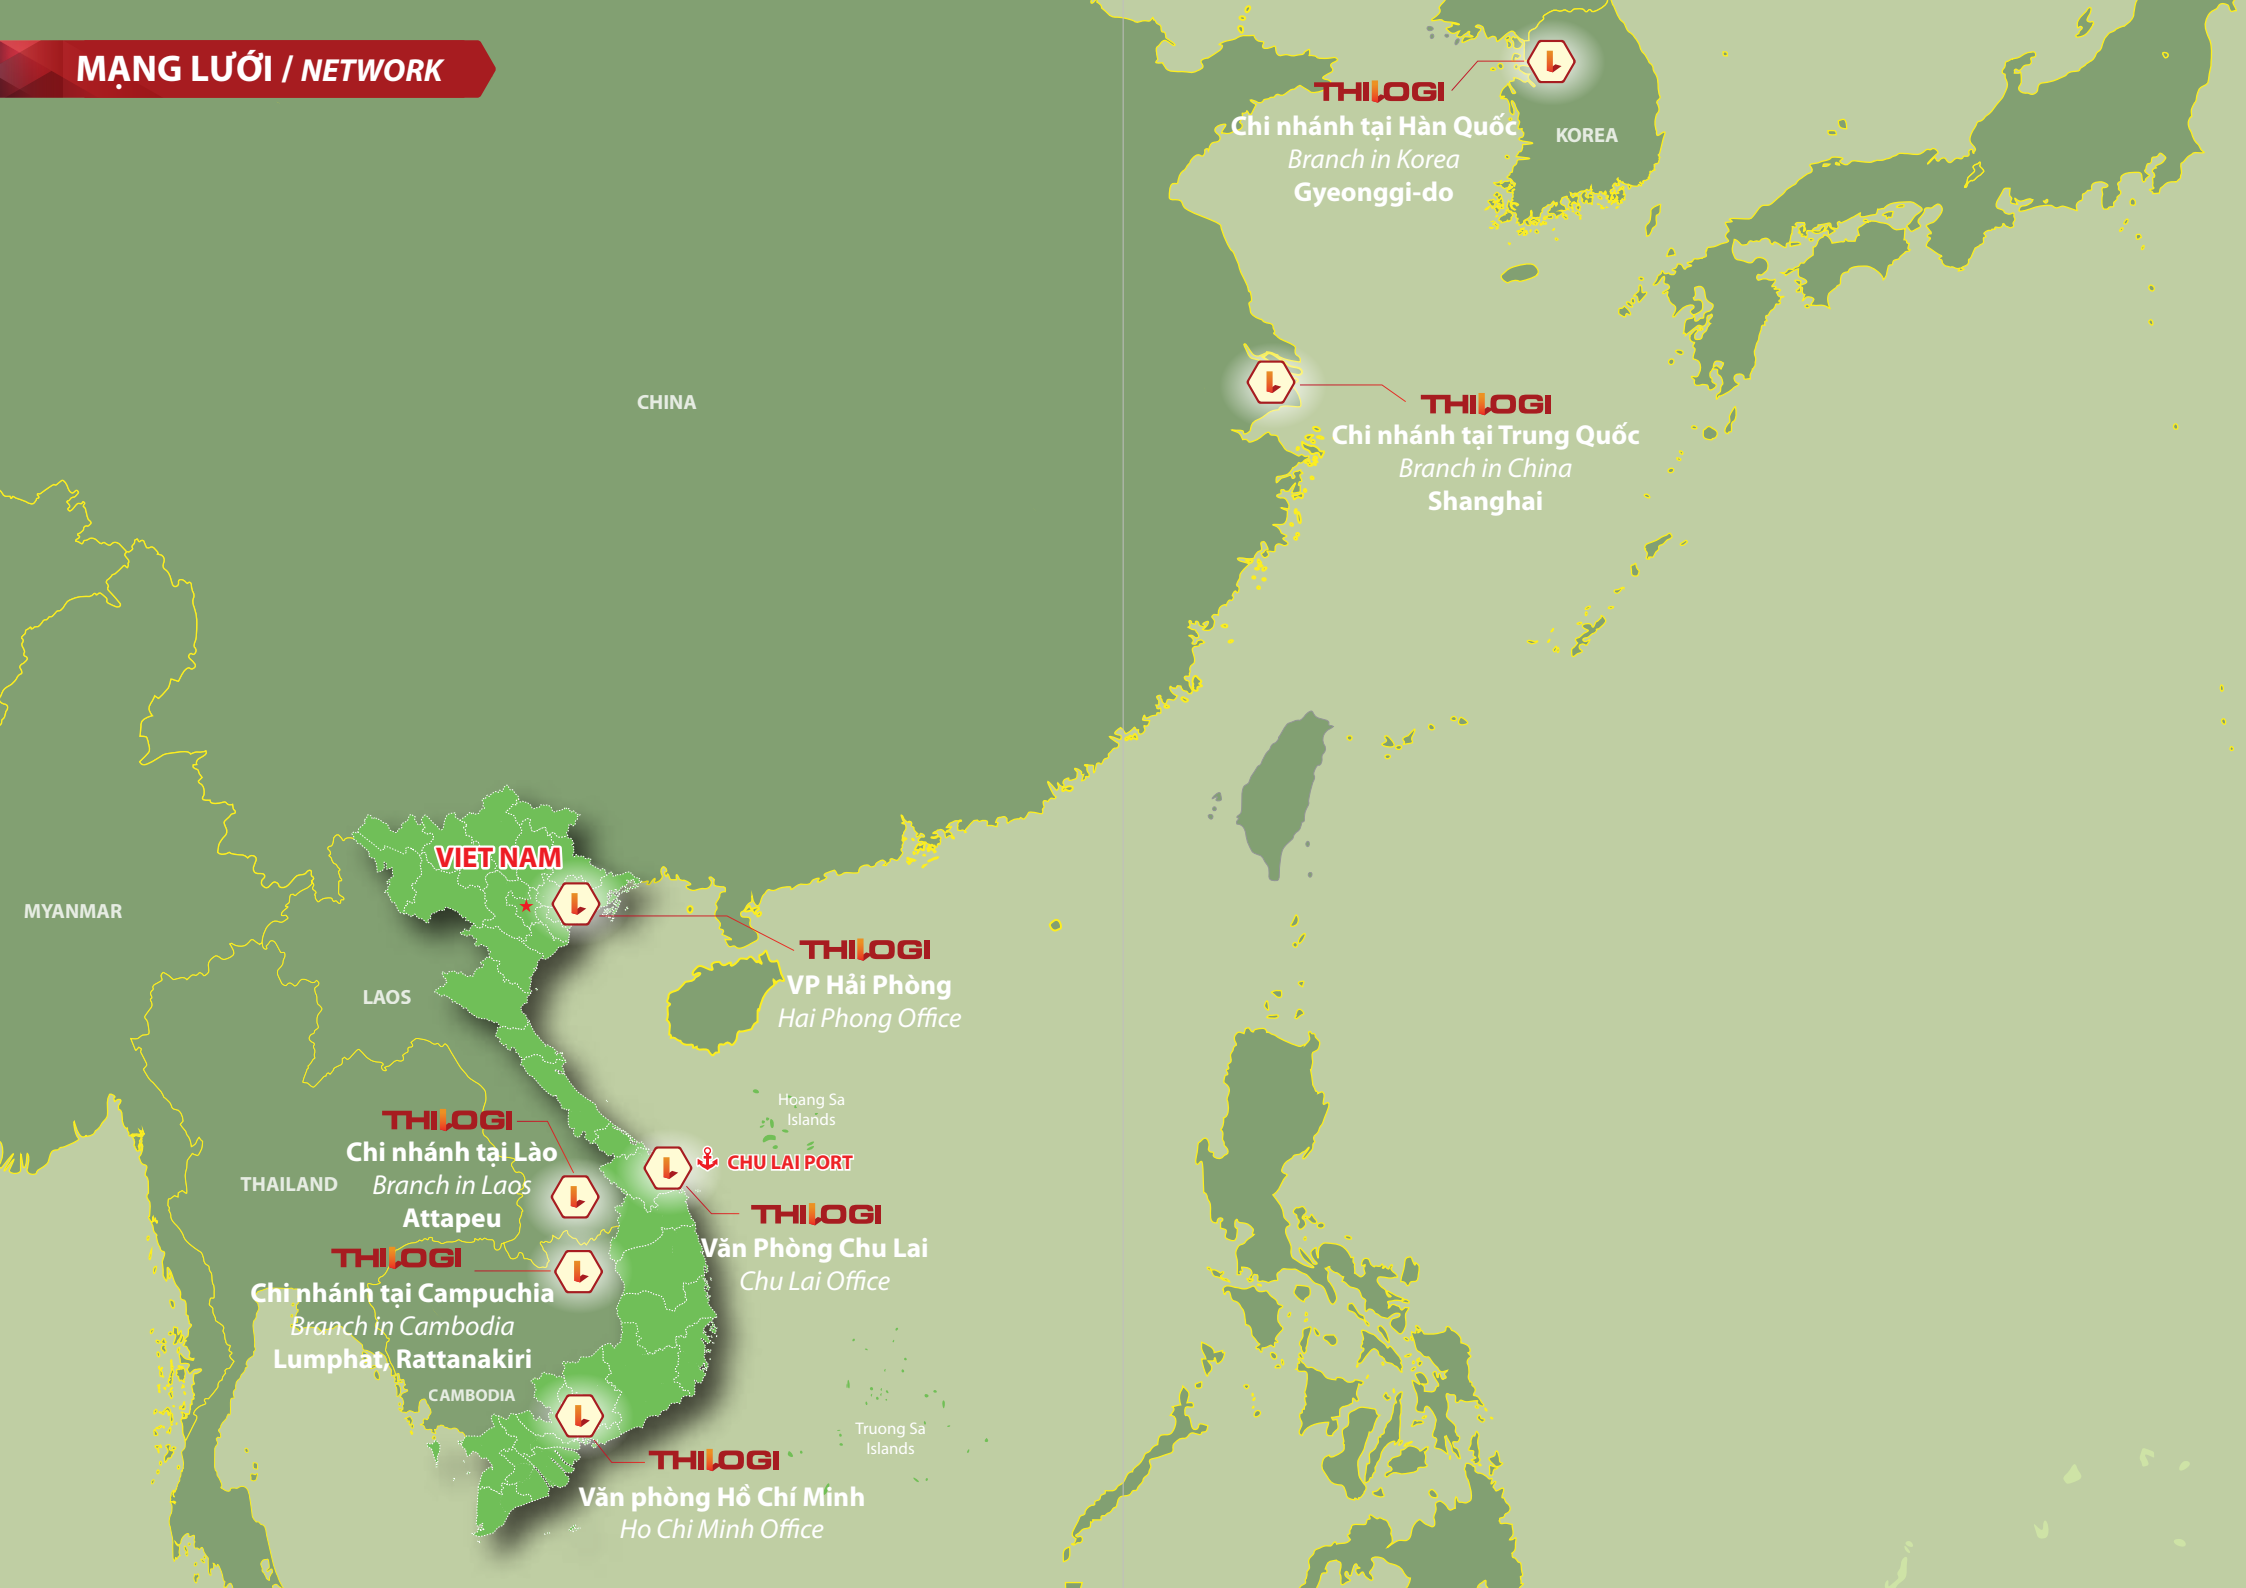 MẠNG LƯỚI / NETWORK
THILOGI
Chi nhánh tại Hàn Quốc
Branch in Korea
Gyeonggi-do
KOREA
CHINA
THILOGI
Chi nhánh tại Trung Quốc
Branch in China
Shanghai
VIET NAM
MYANMAR
THILOGI
VP Hải Phòng
Hai Phong Office
LAOS
Hoang Sa
Islands
THILOGI
Chi nhánh tại Lào
Branch in Laos
Attapeu
THAILAND
CHU LAI PORT
THILOGI
Văn Phòng Chu Lai
Chu Lai Office
THILOGI
Chi nhánh tại Campuchia
Branch in Cambodia
Lumphat, Rattanakiri
CAMBODIA
Truong Sa
Islands
THILOGI
Văn phòng Hồ Chí Minh
Ho Chi Minh Office